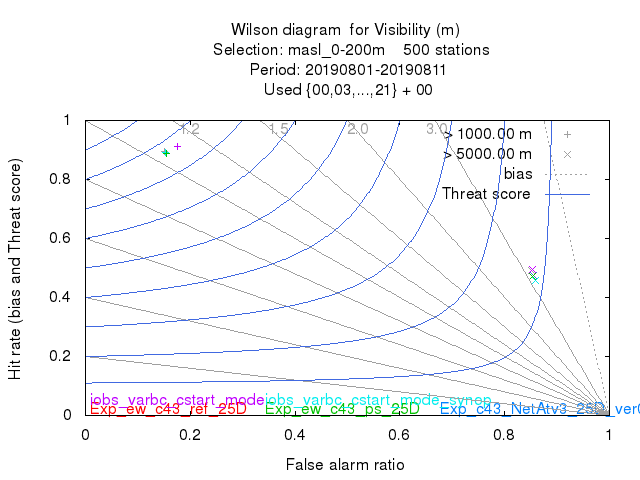 Wilson diagram for Visibility (m)
Selection: masl_0-200m 500 stations
Period: 20190801-20190811
Used {00,03,...,21} + 00
Hit rate (bias and Threat score)
1
0.8
0.6
0.4
0.2
0
1.2 1.5 2.0 3.0
> 1000.00 m
> 5000.00 m
bias
Threat score
jobs_varbc_cstart_mode jobs_varbc_cstart_mode_synop
Exp_ew_c43_ref_25D Exp_ew_c43_ps_25D Exp_c43_NetAtv3_25D_ver0
0 0.2 0.4 0.6 0.8 1
False alarm ratio